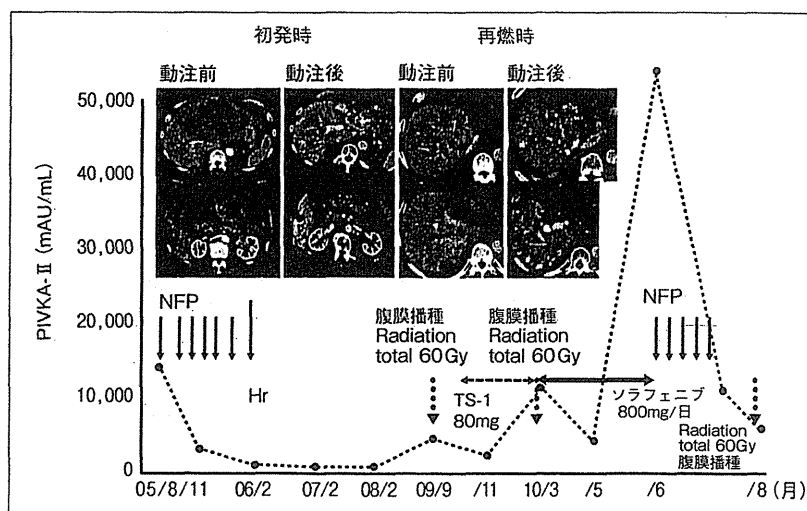 初発時
再燃時
動注前
動注後
動注前
動注後
PIVKA-Ⅱ (mAU/mL)
50,000
40,000
30,000
20,000
10,000
0
NFP
Hr
腹膜播種
Radiation
total 60Gy
TS-1
80mg
腹膜播種
Radiation
total 60Gy
ソラフェニブ
800mg/日
NFP
Radiation
total 60Gy
腹膜播種
05/8/11
06/2
07/2
08/2
09/9
/11
10/3
/5
/6
/8 (月)